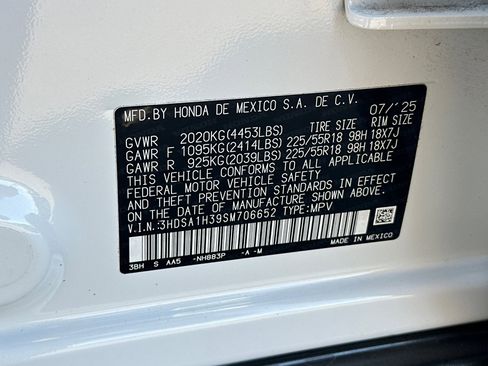 MFD.BY HONDA DE MEXICO S.A. DE C.V. 07/'25
TIRE SIZE RIM SIZE
GVWR 2020KG(4453LBS)
GAWR F 1095KG(2414LBS) 225/55R18 98H 18X7J
GAWR R 925KG(2039LBS) 225/55R18 98H 18X7J
THIS VEHICLE CONFORMS TO ALL APPLICABLE
FEDERAL MOTOR VEHICLE SAFETY, BUMPER,
AND THEFT PREVENTION STANDARDS IN EFFECT
ON THE DATE OF MANUFACTURE SHOWN ABOVE.
V.I.N.:3HDSA1H39SM706652 TYPE:MPV
3BH S AA5 -NH883P -A -M
MADE IN MEXICO